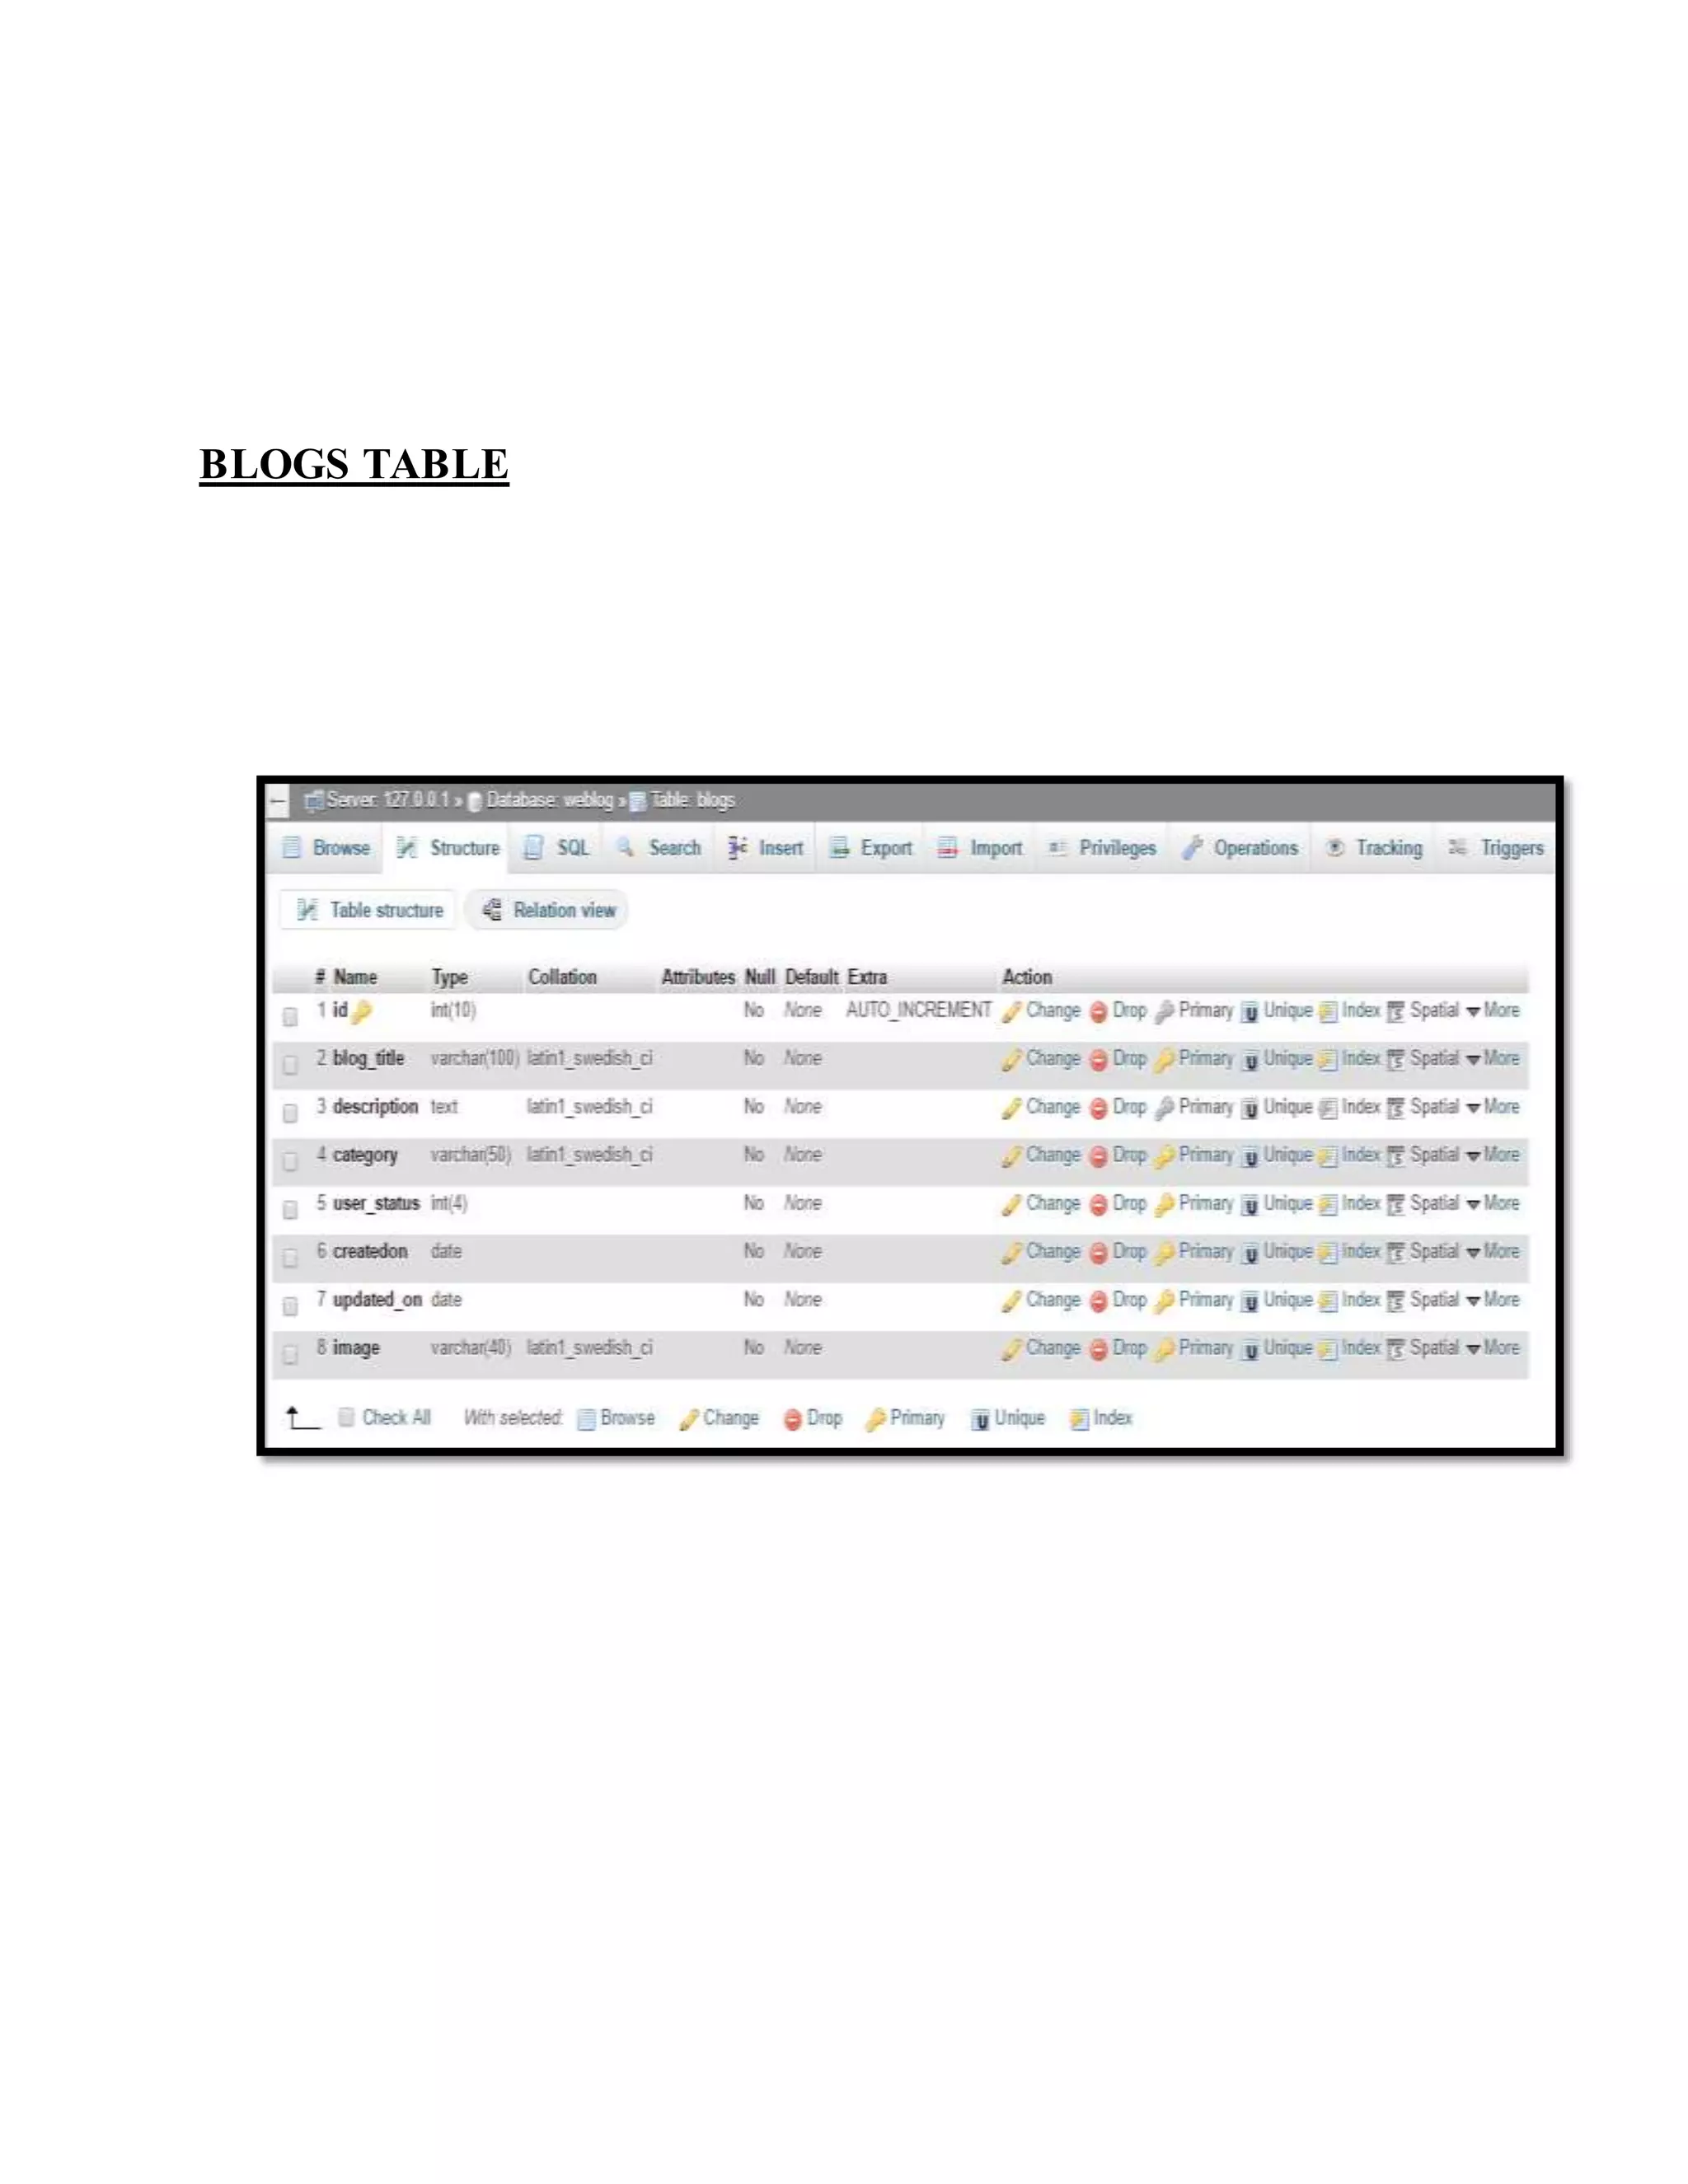 BLOGS TABLE
Server: 127.0.0.1 » Database: weblog » Table: blogs
Browse Structure SQL Search Insert Export Import Privileges Operations Tracking Triggers
Table structure Relation view
# Name Type Collation Attributes Null Default Extra Action
1 id int(10) No None AUTO_INCREMENT Change Drop Primary Unique Index Spatial More
2 blog_title varchar(100) latin1_swedish_ci No None Change Drop Primary Unique Index Spatial More
3 description text latin1_swedish_ci No None Change Drop Primary Unique Index Spatial More
4 category varchar(50) latin1_swedish_ci No None Change Drop Primary Unique Index Spatial More
5 user_status int(4) No None Change Drop Primary Unique Index Spatial More
6 createdon date No None Change Drop Primary Unique Index Spatial More
7 updated_on date No None Change Drop Primary Unique Index Spatial More
8 image varchar(40) latin1_swedish_ci No None Change Drop Primary Unique Index Spatial More
Check All With selected: Browse Change Drop Primary Unique Index